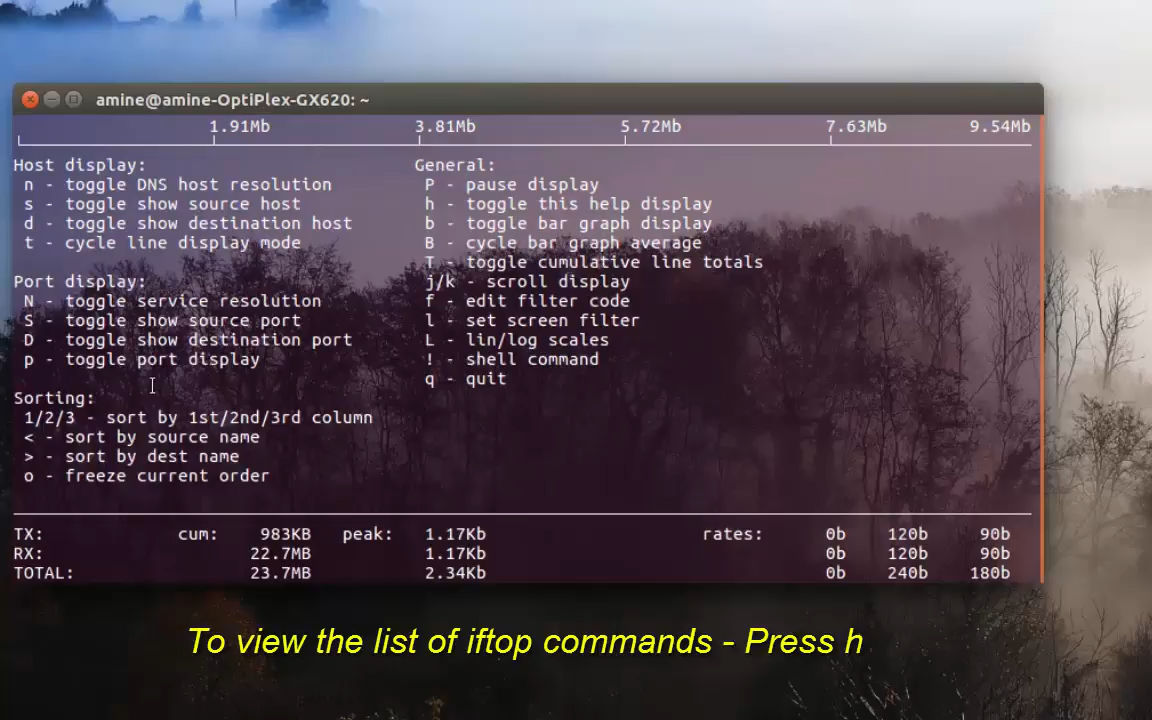 amine@amine-OptiPlex-GX620: ~
1.91Mb 3.81Mb 5.72Mb 7.63Mb 9.54Mb
Host display:
n - toggle DNS host resolution
s - toggle show source host
d - toggle show destination host
t - cycle line display mode
Port display:
N - toggle service resolution
S - toggle show source port
D - toggle show destination port
p - toggle port display
Sorting:
1/2/3 - sort by 1st/2nd/3rd column
< - sort by source name
> - sort by dest name
o - freeze current order
General:
P - pause display
h - toggle this help display
b - toggle bar graph display
B - cycle bar graph average
T - toggle cumulative line totals
j/k - scroll display
f - edit filter code
l - set screen filter
L - lin/log scales
! - shell command
q - quit
TX: cum: 983KB peak: 1.17Kb rates: 0b 120b 90b
RX: 22.7MB 1.17Kb 0b 120b 90b
TOTAL: 23.7MB 2.34Kb 0b 240b 180b
To view the list of iftop commands - Press h